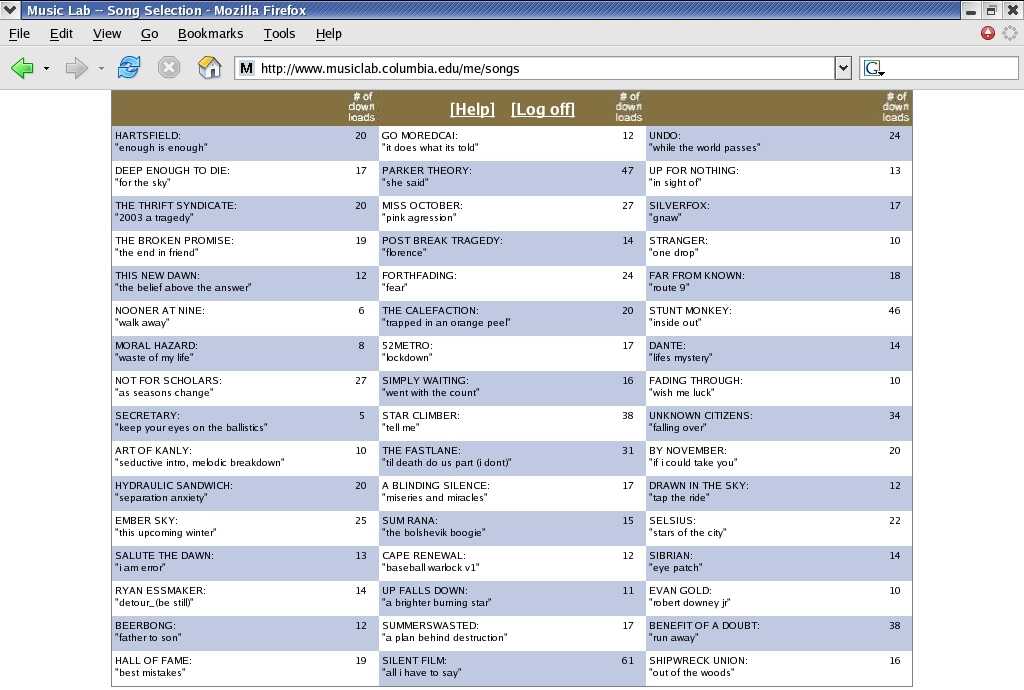 Music Lab -- Song Selection - Mozilla Firefox
File Edit View Go Bookmarks Tools Help
M http://www.musiclab.columbia.edu/me/songs G
# of down loads [Help] [Log off] # of down loads # of down loads
HARTSFIELD: 20 GO MOREDCAI: 12 UNDO: 24
"enough is enough" "it does what its told" "while the world passes"
DEEP ENOUGH TO DIE: 17 PARKER THEORY: 47 UP FOR NOTHING: 13
"for the sky" "she said" "in sight of"
THE THRIFT SYNDICATE: 20 MISS OCTOBER: 27 SILVERFOX: 17
"2003 a tragedy" "pink agression" "gnaw"
THE BROKEN PROMISE: 19 POST BREAK TRAGEDY: 14 STRANGER: 10
"the end in friend" "florence" "one drop"
THIS NEW DAWN: 12 FORTHFADING: 24 FAR FROM KNOWN: 18
"the belief above the answer" "fear" "route 9"
NOONER AT NINE: 6 THE CALEFACTION: 20 STUNT MONKEY: 46
"walk away" "trapped in an orange peel" "inside out"
MORAL HAZARD: 8 52METRO: 17 DANTE: 14
"waste of my life" "lockdown" "lifes mystery"
NOT FOR SCHOLARS: 27 SIMPLY WAITING: 16 FADING THROUGH: 10
"as seasons change" "went with the count" "wish me luck"
SECRETARY: 5 STAR CLIMBER: 38 UNKNOWN CITIZENS: 34
"keep your eyes on the ballistics" "tell me" "falling over"
ART OF KANLY: 10 THE FASTLANE: 31 BY NOVEMBER: 20
"seductive intro, melodic breakdown" "til death do us part (i dont)" "if i could take you"
HYDRAULIC SANDWICH: 20 A BLINDING SILENCE: 17 DRAWN IN THE SKY: 12
"separation anxiety" "miseries and miracles" "tap the ride"
EMBER SKY: 25 SUM RANA: 15 SELSIUS: 22
"this upcoming winter" "the bolshevik boogie" "stars of the city"
SALUTE THE DAWN: 13 CAPE RENEWAL: 12 SIBRIAN: 14
"i am error" "baseball warlock v1" "eye patch"
RYAN ESSMAKER: 14 UP FALLS DOWN: 11 EVAN GOLD: 10
"detour_(be still)" "a brighter burning star" "robert downey jr"
BEERBONG: 12 SUMMERSWASTED: 17 BENEFIT OF A DOUBT: 38
"father to son" "a plan behind destruction" "run away"
HALL OF FAME: 19 SILENT FILM: 61 SHIPWRECK UNION: 16
"best mistakes" "all i have to say" "out of the woods"